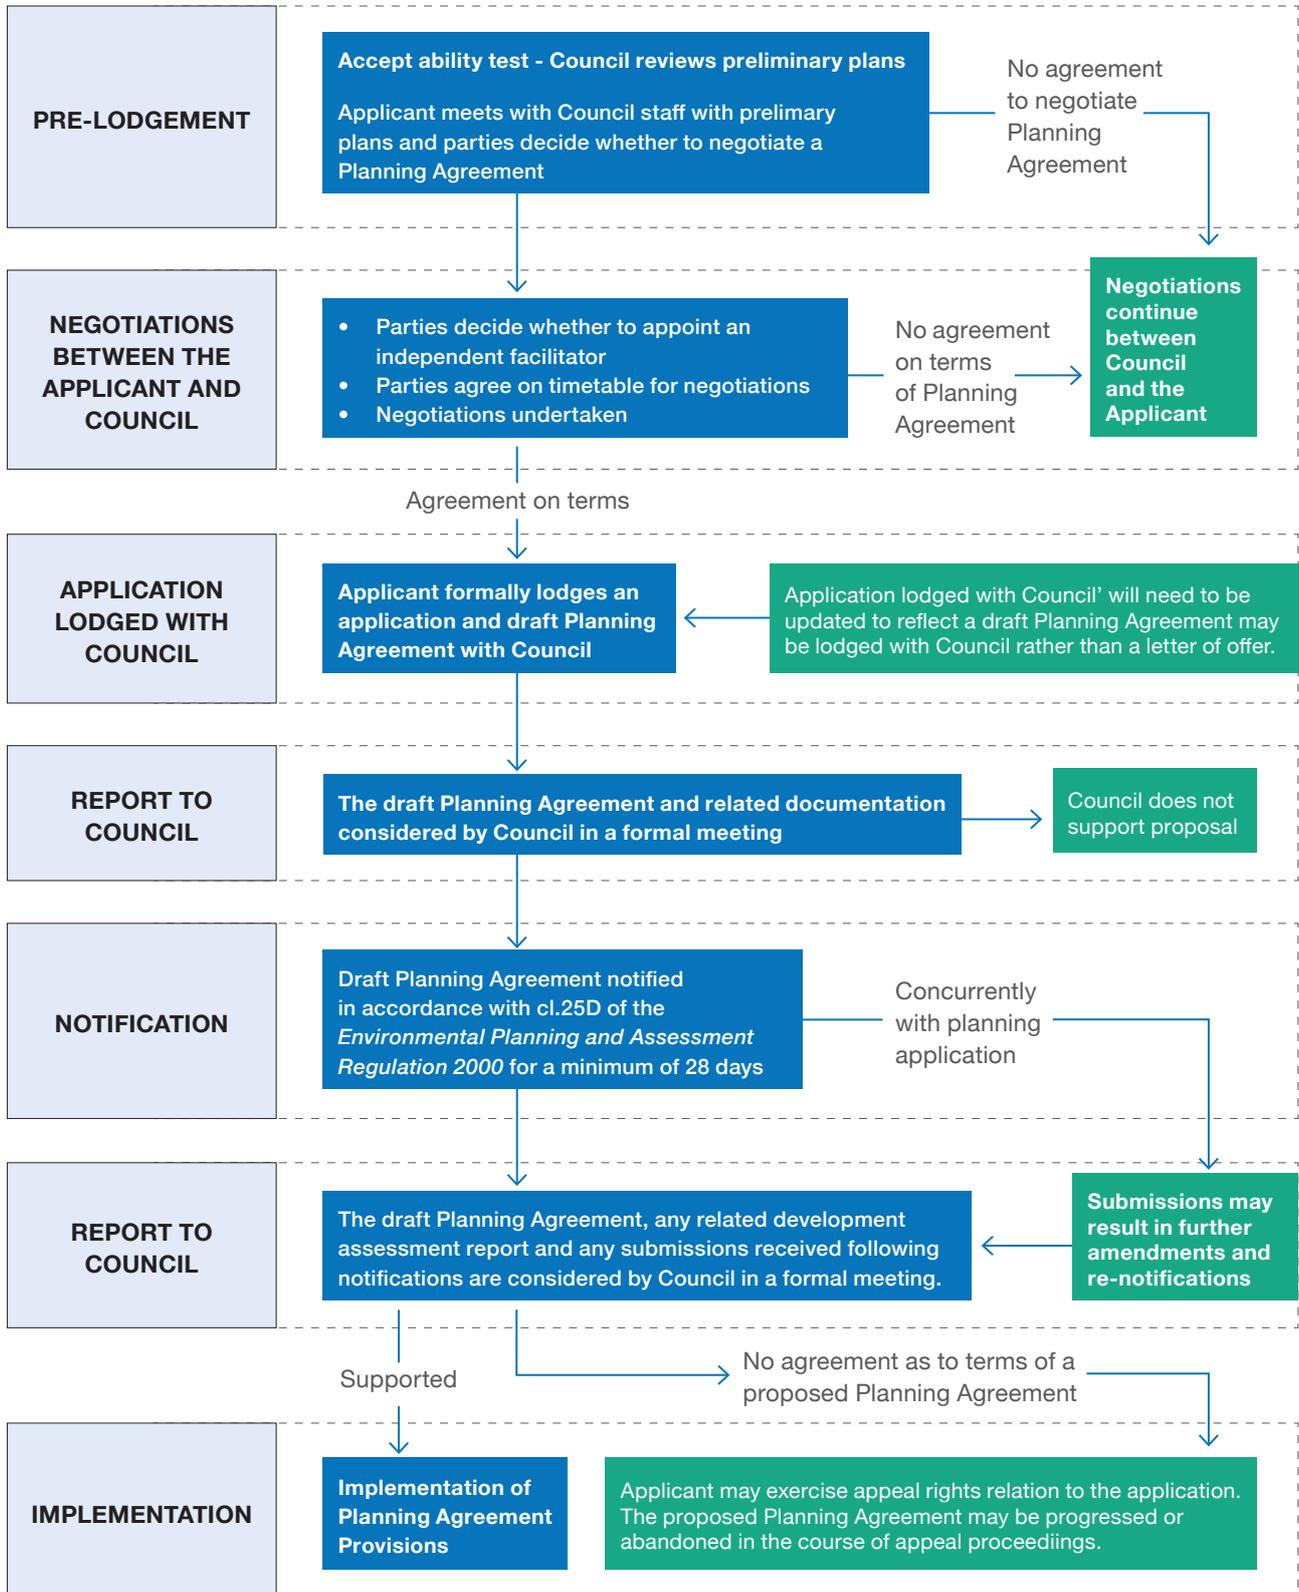 PRE-LODGEMENT
Accept ability test - Council reviews preliminary plans
Applicant meets with Council staff with prelimary
plans and parties decide whether to negotiate a
Planning Agreement
No agreement
to negotiate
Planning
Agreement
NEGOTIATIONS
BETWEEN THE
APPLICANT AND
COUNCIL
• Parties decide whether to appoint an
independent facilitator
• Parties agree on timetable for negotiations
• Negotiations undertaken
No agreement
on terms
of Planning
Agreement
Negotiations
continue
between
Council
and the
Applicant
Agreement on terms
APPLICATION
LODGED WITH
COUNCIL
Applicant formally lodges an
application and draft Planning
Agreement with Council
Application lodged with Council’ will need to be
updated to reflect a draft Planning Agreement may
be lodged with Council rather than a letter of offer.
REPORT TO
COUNCIL
The draft Planning Agreement and related documentation
considered by Council in a formal meeting
Council does not
support proposal
NOTIFICATION
Draft Planning Agreement notified
in accordance with cl.25D of the
Environmental Planning and Assessment
Regulation 2000 for a minimum of 28 days
Concurrently
with planning
application
REPORT TO
COUNCIL
The draft Planning Agreement, any related development
assessment report and any submissions received following
notifications are considered by Council in a formal meeting.
Submissions may
result in further
amendments and
re-notifications
Supported
No agreement as to terms of a
proposed Planning Agreement
IMPLEMENTATION
Implementation of
Planning Agreement
Provisions
Applicant may exercise appeal rights relation to the application.
The proposed Planning Agreement may be progressed or
abandoned in the course of appeal proceediings.